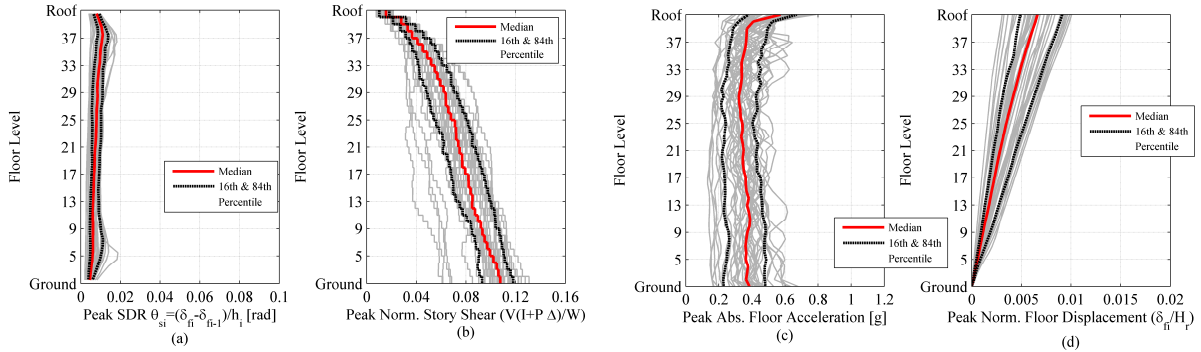 Roof
37
33
29
25
21
17
13
9
5
Ground
Floor Level
Median
16th & 84th
Percentile
0 0.02 0.04 0.06 0.08 0.1
Peak SDR θsi=(δfi-δfi-1)/hi [rad]
(a)
Roof
37
33
29
25
21
17
13
9
5
Ground
Floor Level
Median
16th & 84th
Percentile
0 0.04 0.08 0.12 0.16
Peak Norm. Story Shear (V(I+P Δ)/W)
(b)
Roof
37
33
29
25
21
17
13
9
5
Ground
Floor Level
Median
16th & 84th
Percentile
0 0.2 0.4 0.6 0.8 1 1.2 1.4
Peak Abs. Floor Acceleration [g]
(c)
Roof
37
33
29
25
21
17
13
9
5
Ground
Floor Level
Median
16th & 84th
Percentile
0 0.005 0.01 0.015 0.02
Peak Norm. Floor Displacement (δfi/Hr)
(d)